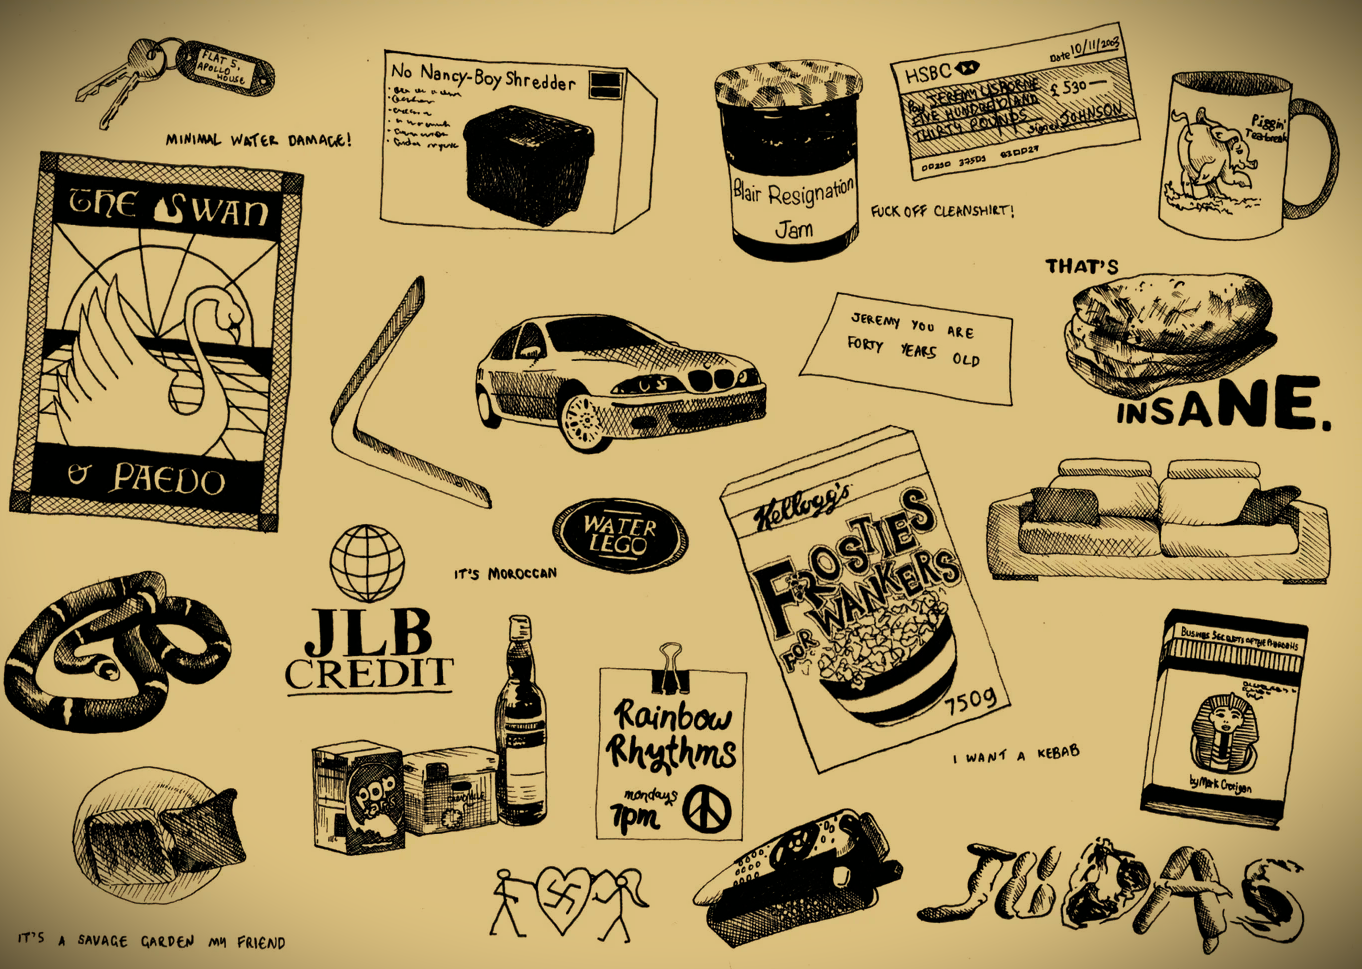 FLAT 5,
APOLLO
HOUSE
MINIMAL WATER DAMAGE!
No Nancy-Boy Shredder
Blair Resignation
Jam
HSBC
Date 10/11/2003
Pay JEREMY USBORNE
FIVE HUNDRED AND
THIRTY POUNDS
£ 530—
Signed JOHNSON
FUCK OFF CLEANSHIRT!
Piggin'
Teabreak
THE SWAN
& PAEDO
JEREMY YOU ARE
FORTY YEARS OLD
THAT'S
INSANE.
WATER
LEGO
IT'S MOROCCAN
JLB
CREDIT
Kellogg's
FROSTIES
FOR WANKERS
750g
I WANT A KEBAB
BUSINESS SECRETS OF THE PHARAOHS
by Mark Corrigan
pop
Rainbow
Rhythms
mondays
7pm
JUDAS
IT'S A SAVAGE GARDEN MY FRIEND